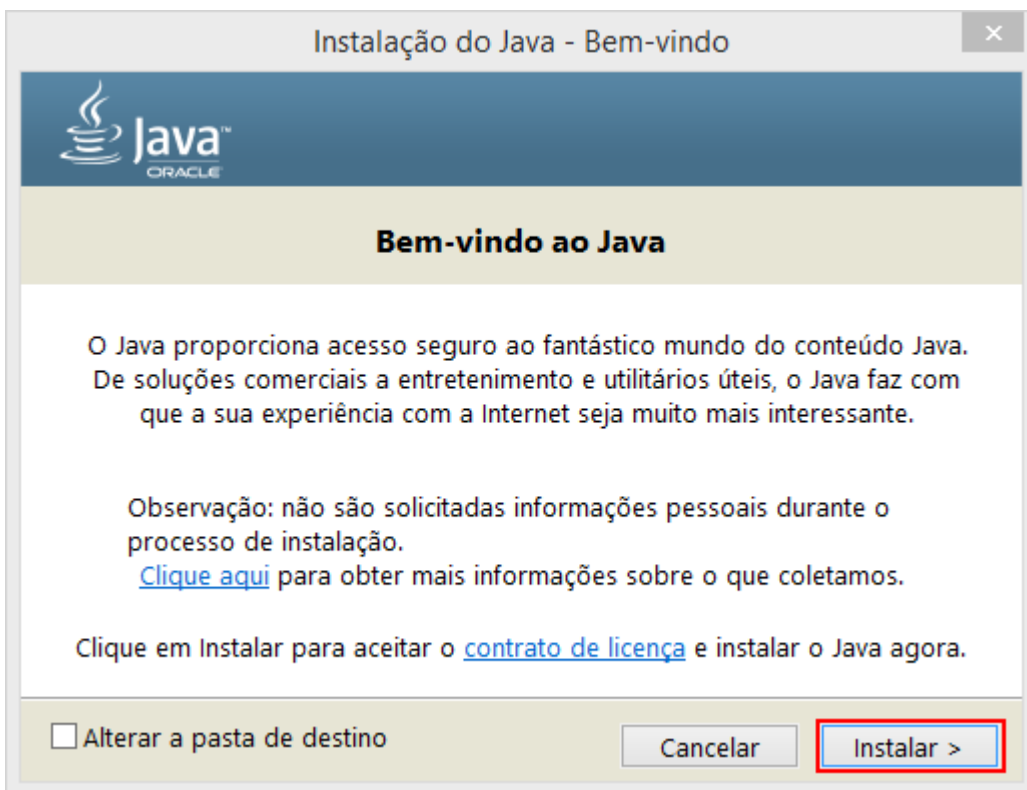 Instalação do Java - Bem-vindo
Java™
ORACLE
Bem-vindo ao Java
O Java proporciona acesso seguro ao fantástico mundo do conteúdo Java.
De soluções comerciais a entretenimento e utilitários úteis, o Java faz com
que a sua experiência com a Internet seja muito mais interessante.
Observação: não são solicitadas informações pessoais durante o
processo de instalação.
Clique aqui para obter mais informações sobre o que coletamos.
Clique em Instalar para aceitar o contrato de licença e instalar o Java agora.
Alterar a pasta de destino
Cancelar
Instalar >